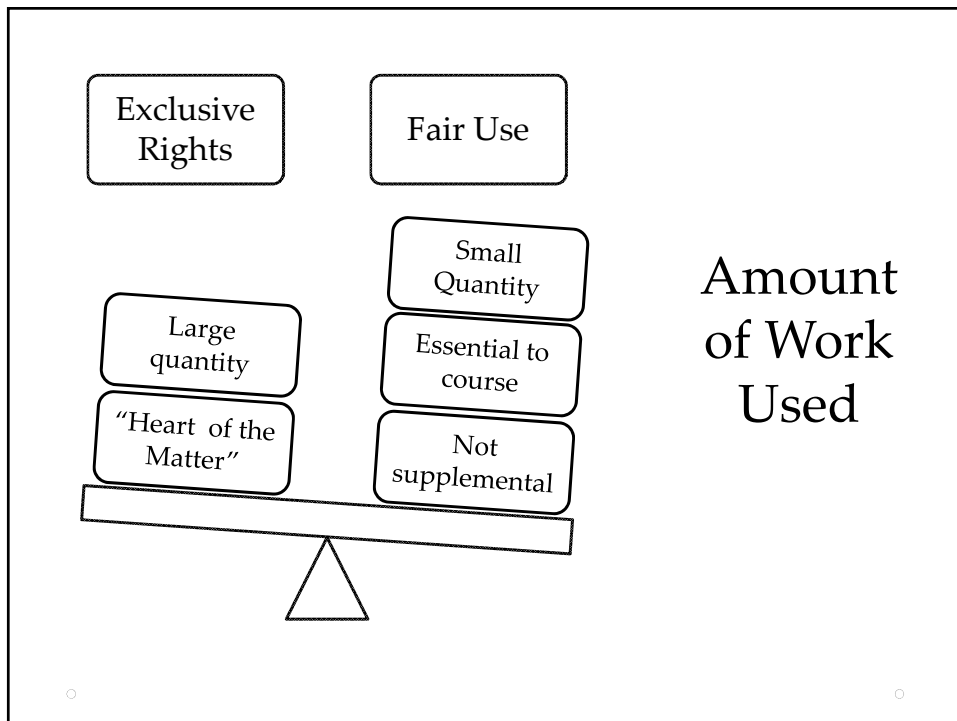 Exclusive
Rights
Fair Use
Small
Quantity
Large
quantity
Essential to
course
“Heart of the
Matter”
Not
supplemental
Amount
of Work
Used